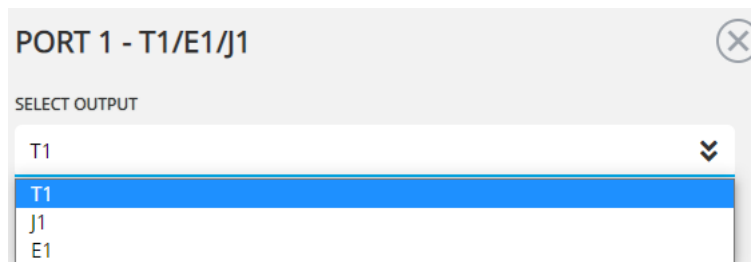 PORT 1 - T1/E1/J1
SELECT OUTPUT
T1
T1
J1
E1